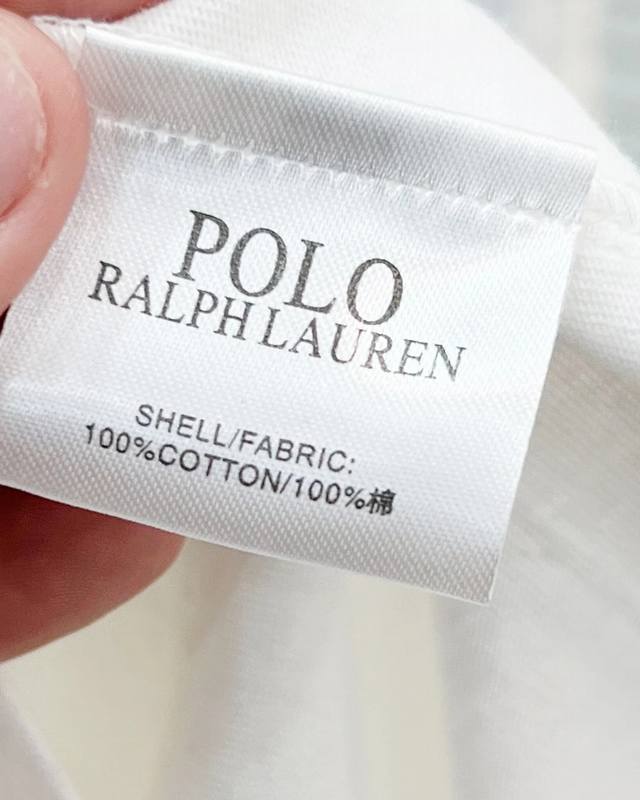 POLO
RALPH LAUREN
SHELL/FABRIC:
100%COTTON/100%棉